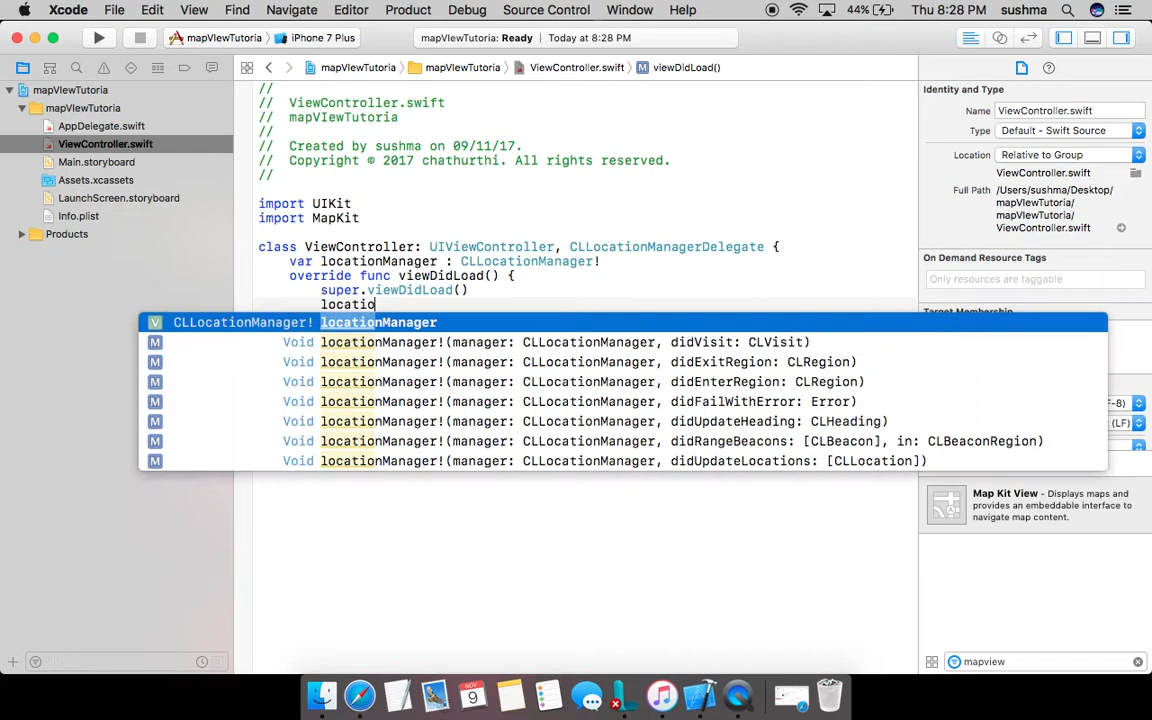 Xcode File Edit View Find Navigate Editor Product Debug Source Control Window Help 44% Thu 8:28 PM sushma
mapVIewTutoria iPhone 7 Plus mapVIewTutoria: Ready Today at 8:28 PM
mapVIewTutoria mapVIewTutoria ViewController.swift M viewDidLoad()
mapVIewTutoria
mapVIewTutoria
AppDelegate.swift
ViewController.swift
Main.storyboard
Assets.xcassets
LaunchScreen.storyboard
Info.plist
Products
//
// ViewController.swift
// mapVIewTutoria
//
// Created by sushma on 09/11/17.
// Copyright © 2017 chathurthi. All rights reserved.
//
import UIKit
import MapKit
class ViewController: UIViewController, CLLocationManagerDelegate {
var locationManager : CLLocationManager!
override func viewDidLoad() {
super.viewDidLoad()
locatio
V CLLocationManager! locationManager
M Void locationManager!(manager: CLLocationManager, didVisit: CLVisit)
M Void locationManager!(manager: CLLocationManager, didExitRegion: CLRegion)
M Void locationManager!(manager: CLLocationManager, didEnterRegion: CLRegion)
M Void locationManager!(manager: CLLocationManager, didFailWithError: Error)
M Void locationManager!(manager: CLLocationManager, didUpdateHeading: CLHeading)
M Void locationManager!(manager: CLLocationManager, didRangeBeacons: [CLBeacon], in: CLBeaconRegion)
M Void locationManager!(manager: CLLocationManager, didUpdateLocations: [CLLocation])
Identity and Type
Name ViewController.swift
Type Default - Swift Source
Location Relative to Group
ViewController.swift
Full Path /Users/sushma/Desktop/
mapVIewTutoria/
mapVIewTutoria/
ViewController.swift
On Demand Resource Tags
Only resources are taggable
Target Membership
F-8)
(LF)
Map Kit View - Displays maps and
provides an embeddable interface to
navigate map content.
mapview
NOV
9